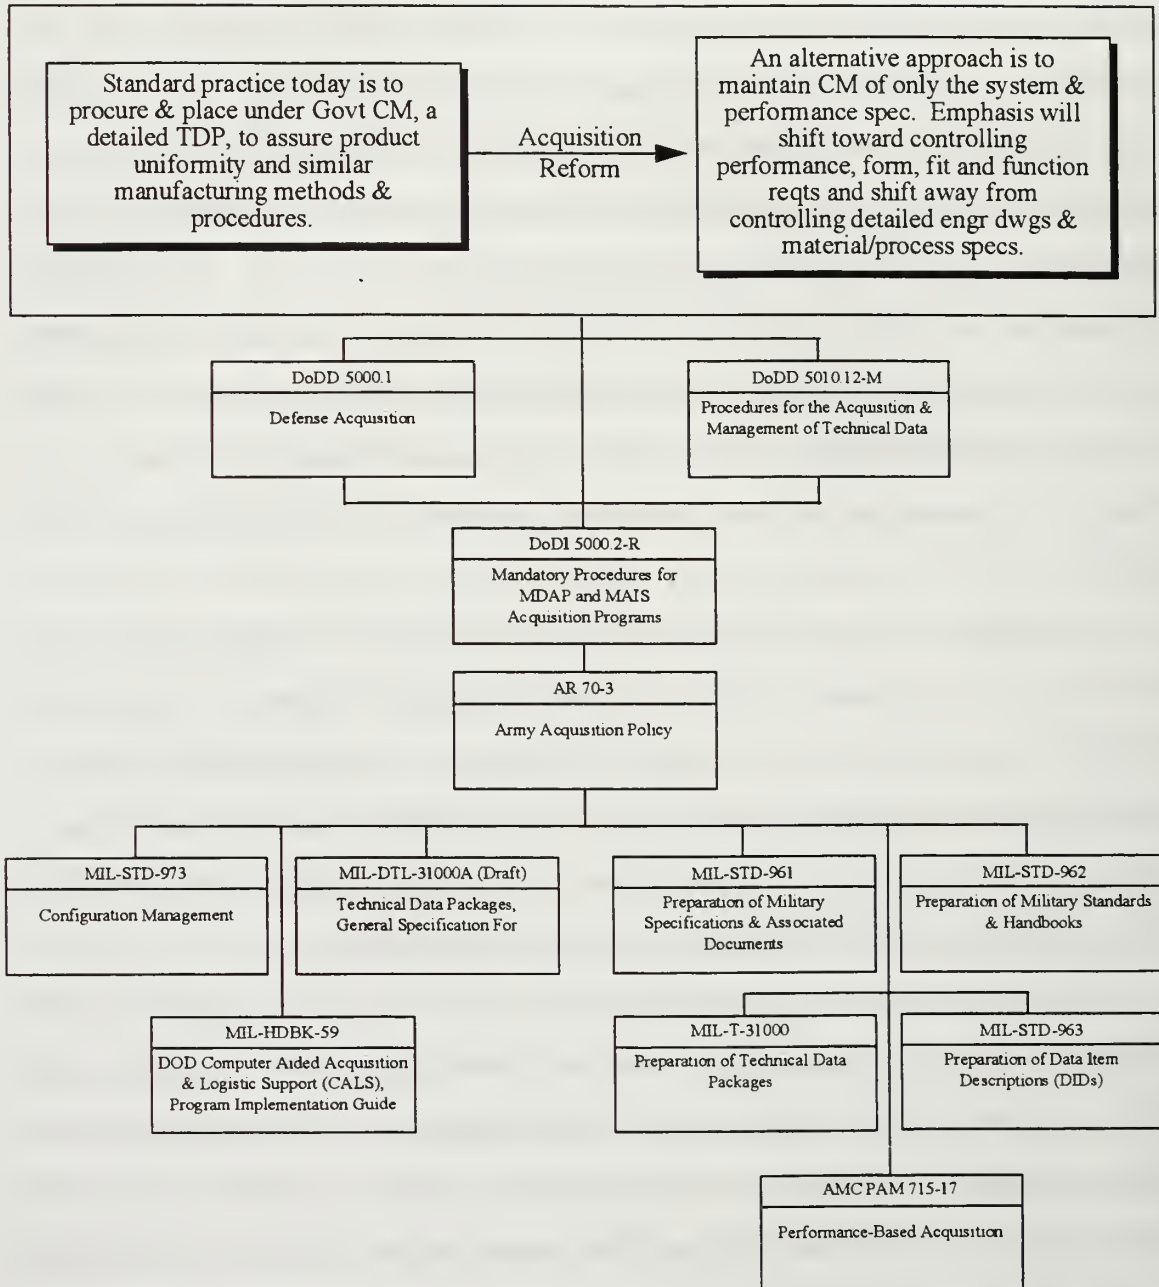 Standard practice today is to
procure & place under Govt CM, a
detailed TDP, to assure product
uniformity and similar
manufacturing methods &
procedures.
Acquisition
Reform
An alternative approach is to
maintain CM of only the system &
performance spec. Emphasis will
shift toward controlling
performance, form, fit and function
reqts and shift away from
controlling detailed engr dwgs &
material/process specs.
DoDD 5000.1
Defense Acquisition
DoDD 5010.12-M
Procedures for the Acquisition &
Management of Technical Data
DoDI 5000.2-R
Mandatory Procedures for
MDAP and MAIS
Acquisition Programs
AR 70-3
Army Acquisition Policy
MIL-STD-973
Configuration Management
MIL-DTL-31000A (Draft)
Technical Data Packages,
General Specification For
MIL-STD-961
Preparation of Military
Specifications & Associated
Documents
MIL-STD-962
Preparation of Military Standards
& Handbooks
MIL-HDBK-59
DOD Computer Aided Acquisition
& Logistic Support (CALS),
Program Implementation Guide
MIL-T-31000
Preparation of Technical Data
Packages
MIL-STD-963
Preparation of Data Item
Descriptions (DIDs)
AMC PAM 715-17
Performance-Based Acquisition